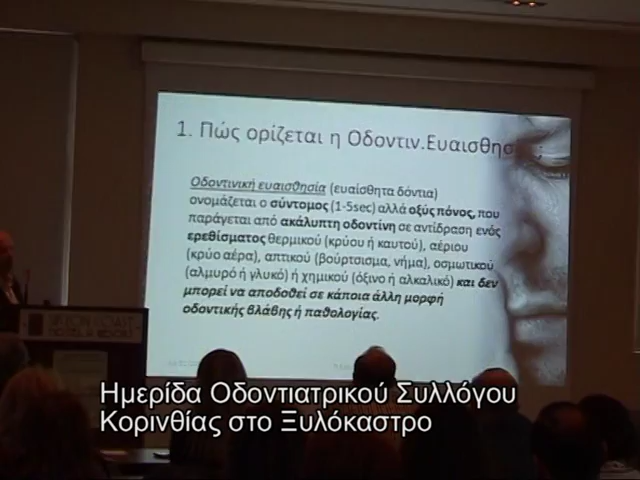 1. Πώς ορίζεται η Οδοντιν.Ευαισθησ
Οδοντινική ευαισθησία (ευαίσθητα δόντια)
ονομάζεται ο σύντομος (1-5sec) αλλά οξύς πόνος, που
παράγεται από ακάλυπτη οδοντίνη σε αντίδραση ενός
ερεθίσματος θερμικού (κρύου ή καυτού), αέριου
(κρύο αέρα), απτικού (βούρτσισμα, νήμα), οσμωτικού
(αλμυρό ή γλυκό) ή χημικού (όξινο ή αλκαλικό) και δεν
μπορεί να αποδοθεί σε κάποια άλλη μορφή
οδοντικής βλάβης ή παθολογίας.
Ημερίδα Οδοντιατρικού Συλλόγου
Κορινθίας στο Ξυλόκαστρο